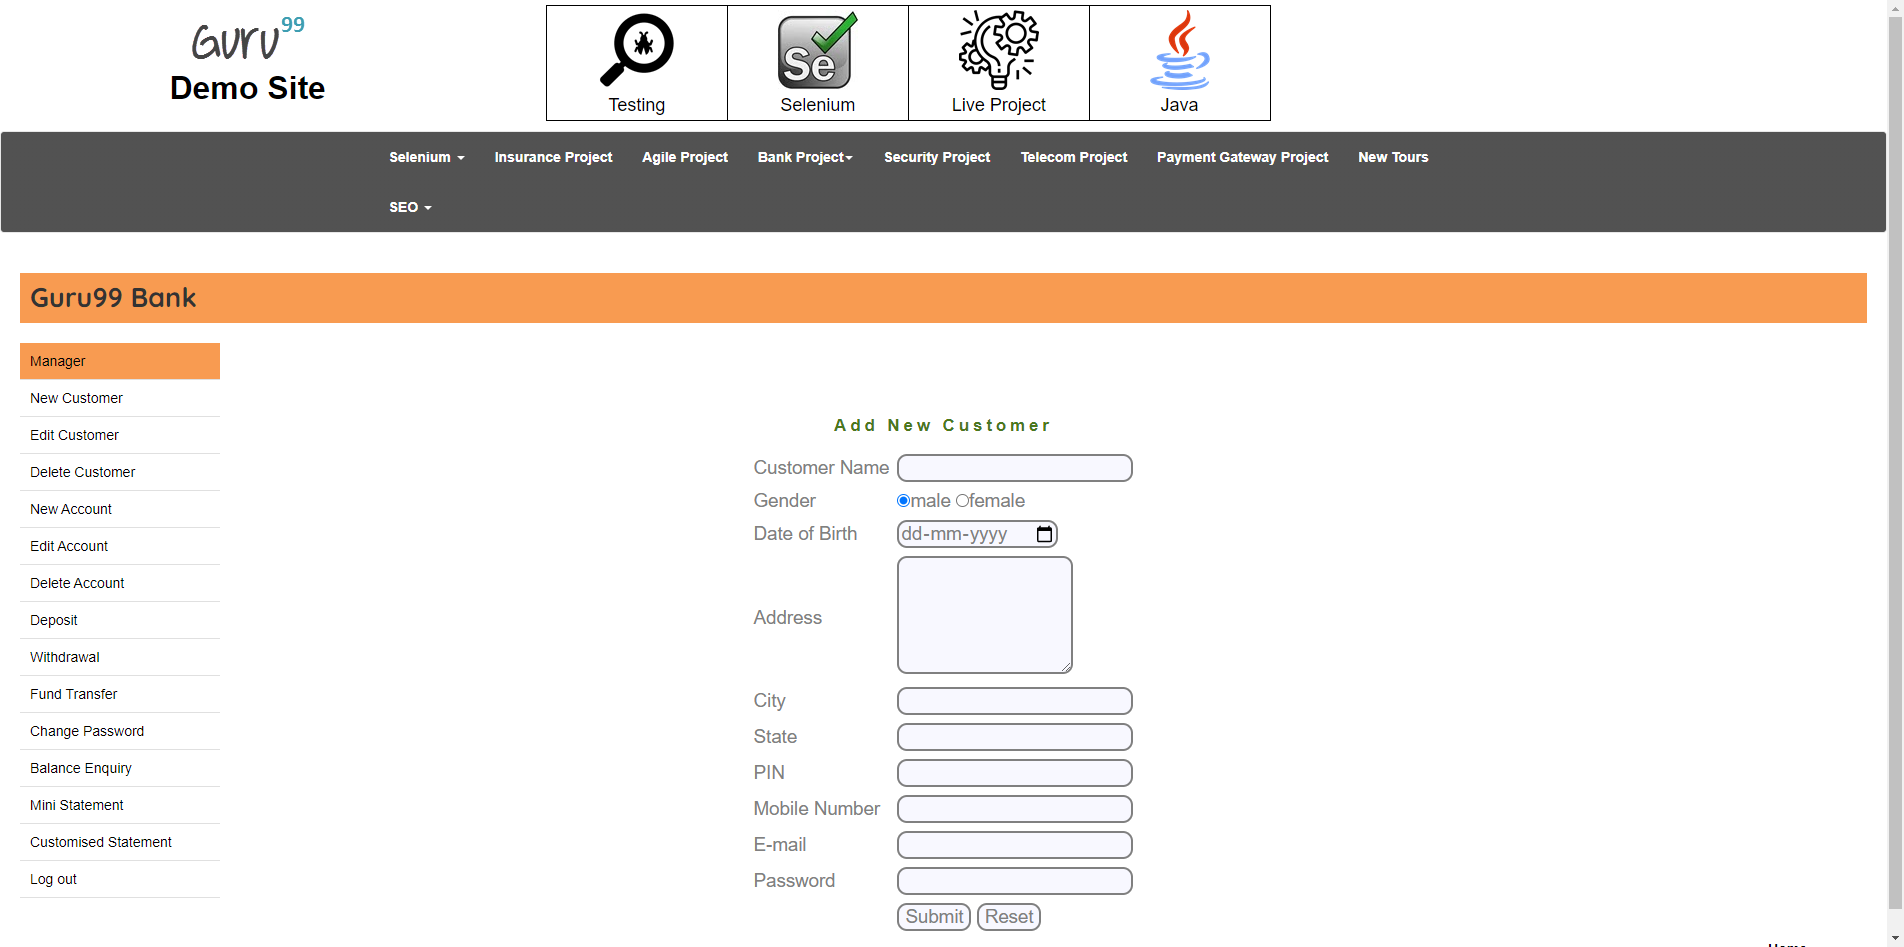 Guru99
Demo Site
Testing
Se
Selenium
Live Project
Java
Selenium
Insurance Project
Agile Project
Bank Project
Security Project
Telecom Project
Payment Gateway Project
New Tours
SEO
Guru99 Bank
Manager
New Customer
Edit Customer
Delete Customer
New Account
Edit Account
Delete Account
Deposit
Withdrawal
Fund Transfer
Change Password
Balance Enquiry
Mini Statement
Customised Statement
Log out
Add New Customer
Customer Name
Gender male female
Date of Birth dd-mm-yyyy
Address
City
State
PIN
Mobile Number
E-mail
Password
Submit Reset